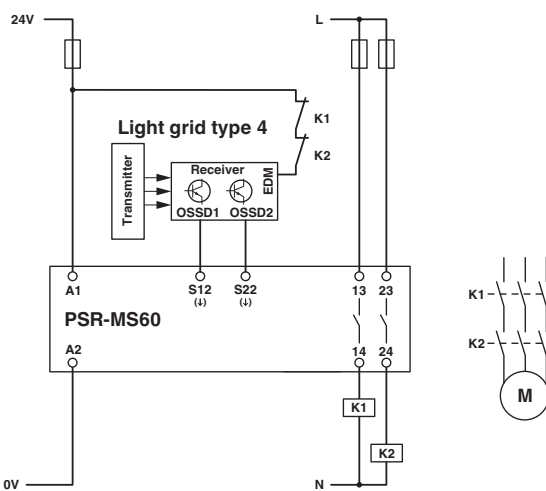 24V
L
K1
Light grid type 4
K2
Transmitter
Receiver
EDM
OSSD1 OSSD2
A1
S12
(↓)
S22
(↓)
13 23
PSR-MS60
K1
A2
14 24
K2
M
K1
K2
0V
N